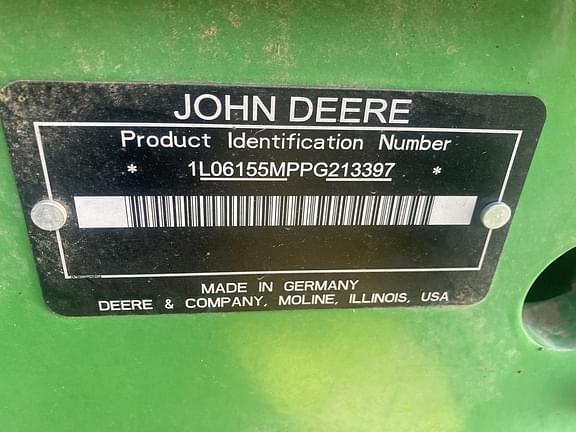 JOHN DEERE
Product Identification Number
* 1L06155MPPG213397 *
MADE IN GERMANY
DEERE & COMPANY, MOLINE, ILLINOIS, USA